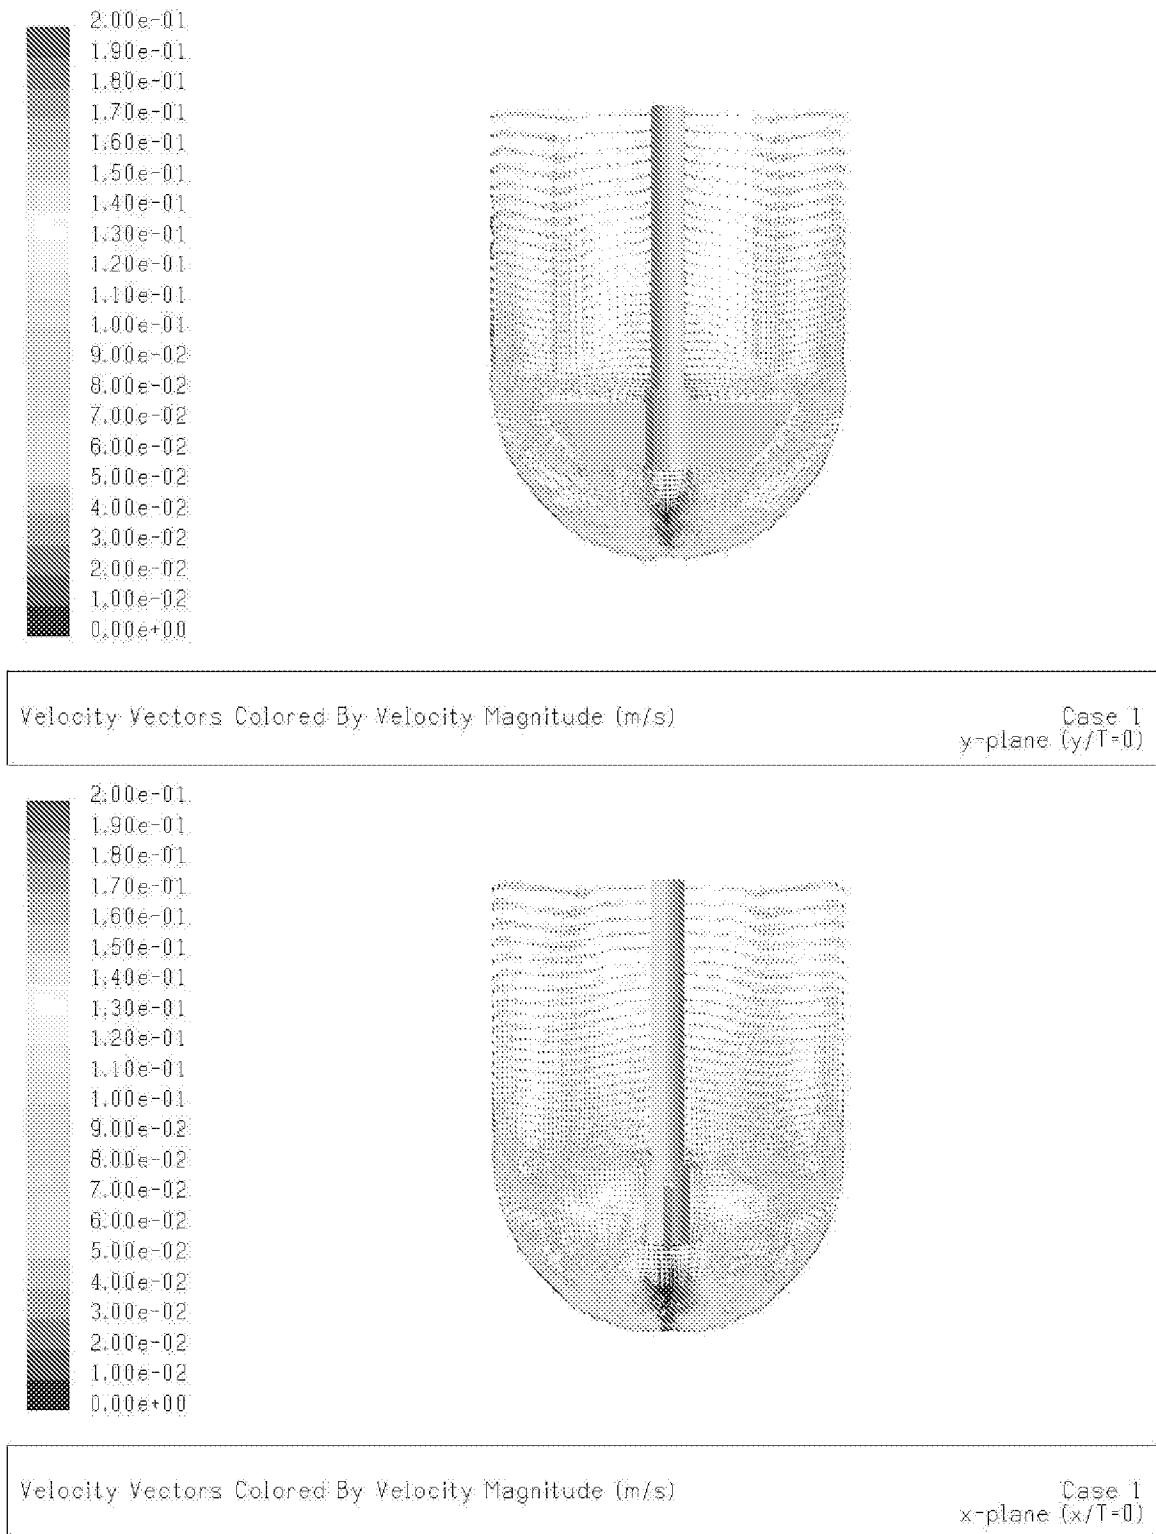 2.00e-01
1.90e-01
1.80e-01
1.70e-01
1.60e-01
1.50e-01
1.40e-01
1.30e-01
1.20e-01
1.10e-01
1.00e-01
9.00e-02
8.00e-02
7.00e-02
6.00e-02
5.00e-02
4.00e-02
3.00e-02
2.00e-02
1.00e-02
0.00e+00
Velocity Vectors Colored By Velocity Magnitude (m/s)
Case 1
y-plane (y/T=0)
2.00e-01
1.90e-01
1.80e-01
1.70e-01
1.60e-01
1.50e-01
1.40e-01
1.30e-01
1.20e-01
1.10e-01
1.00e-01
9.00e-02
8.00e-02
7.00e-02
6.00e-02
5.00e-02
4.00e-02
3.00e-02
2.00e-02
1.00e-02
0.00e+00
Velocity Vectors Colored By Velocity Magnitude (m/s)
Case 1
x-plane (x/T=0)